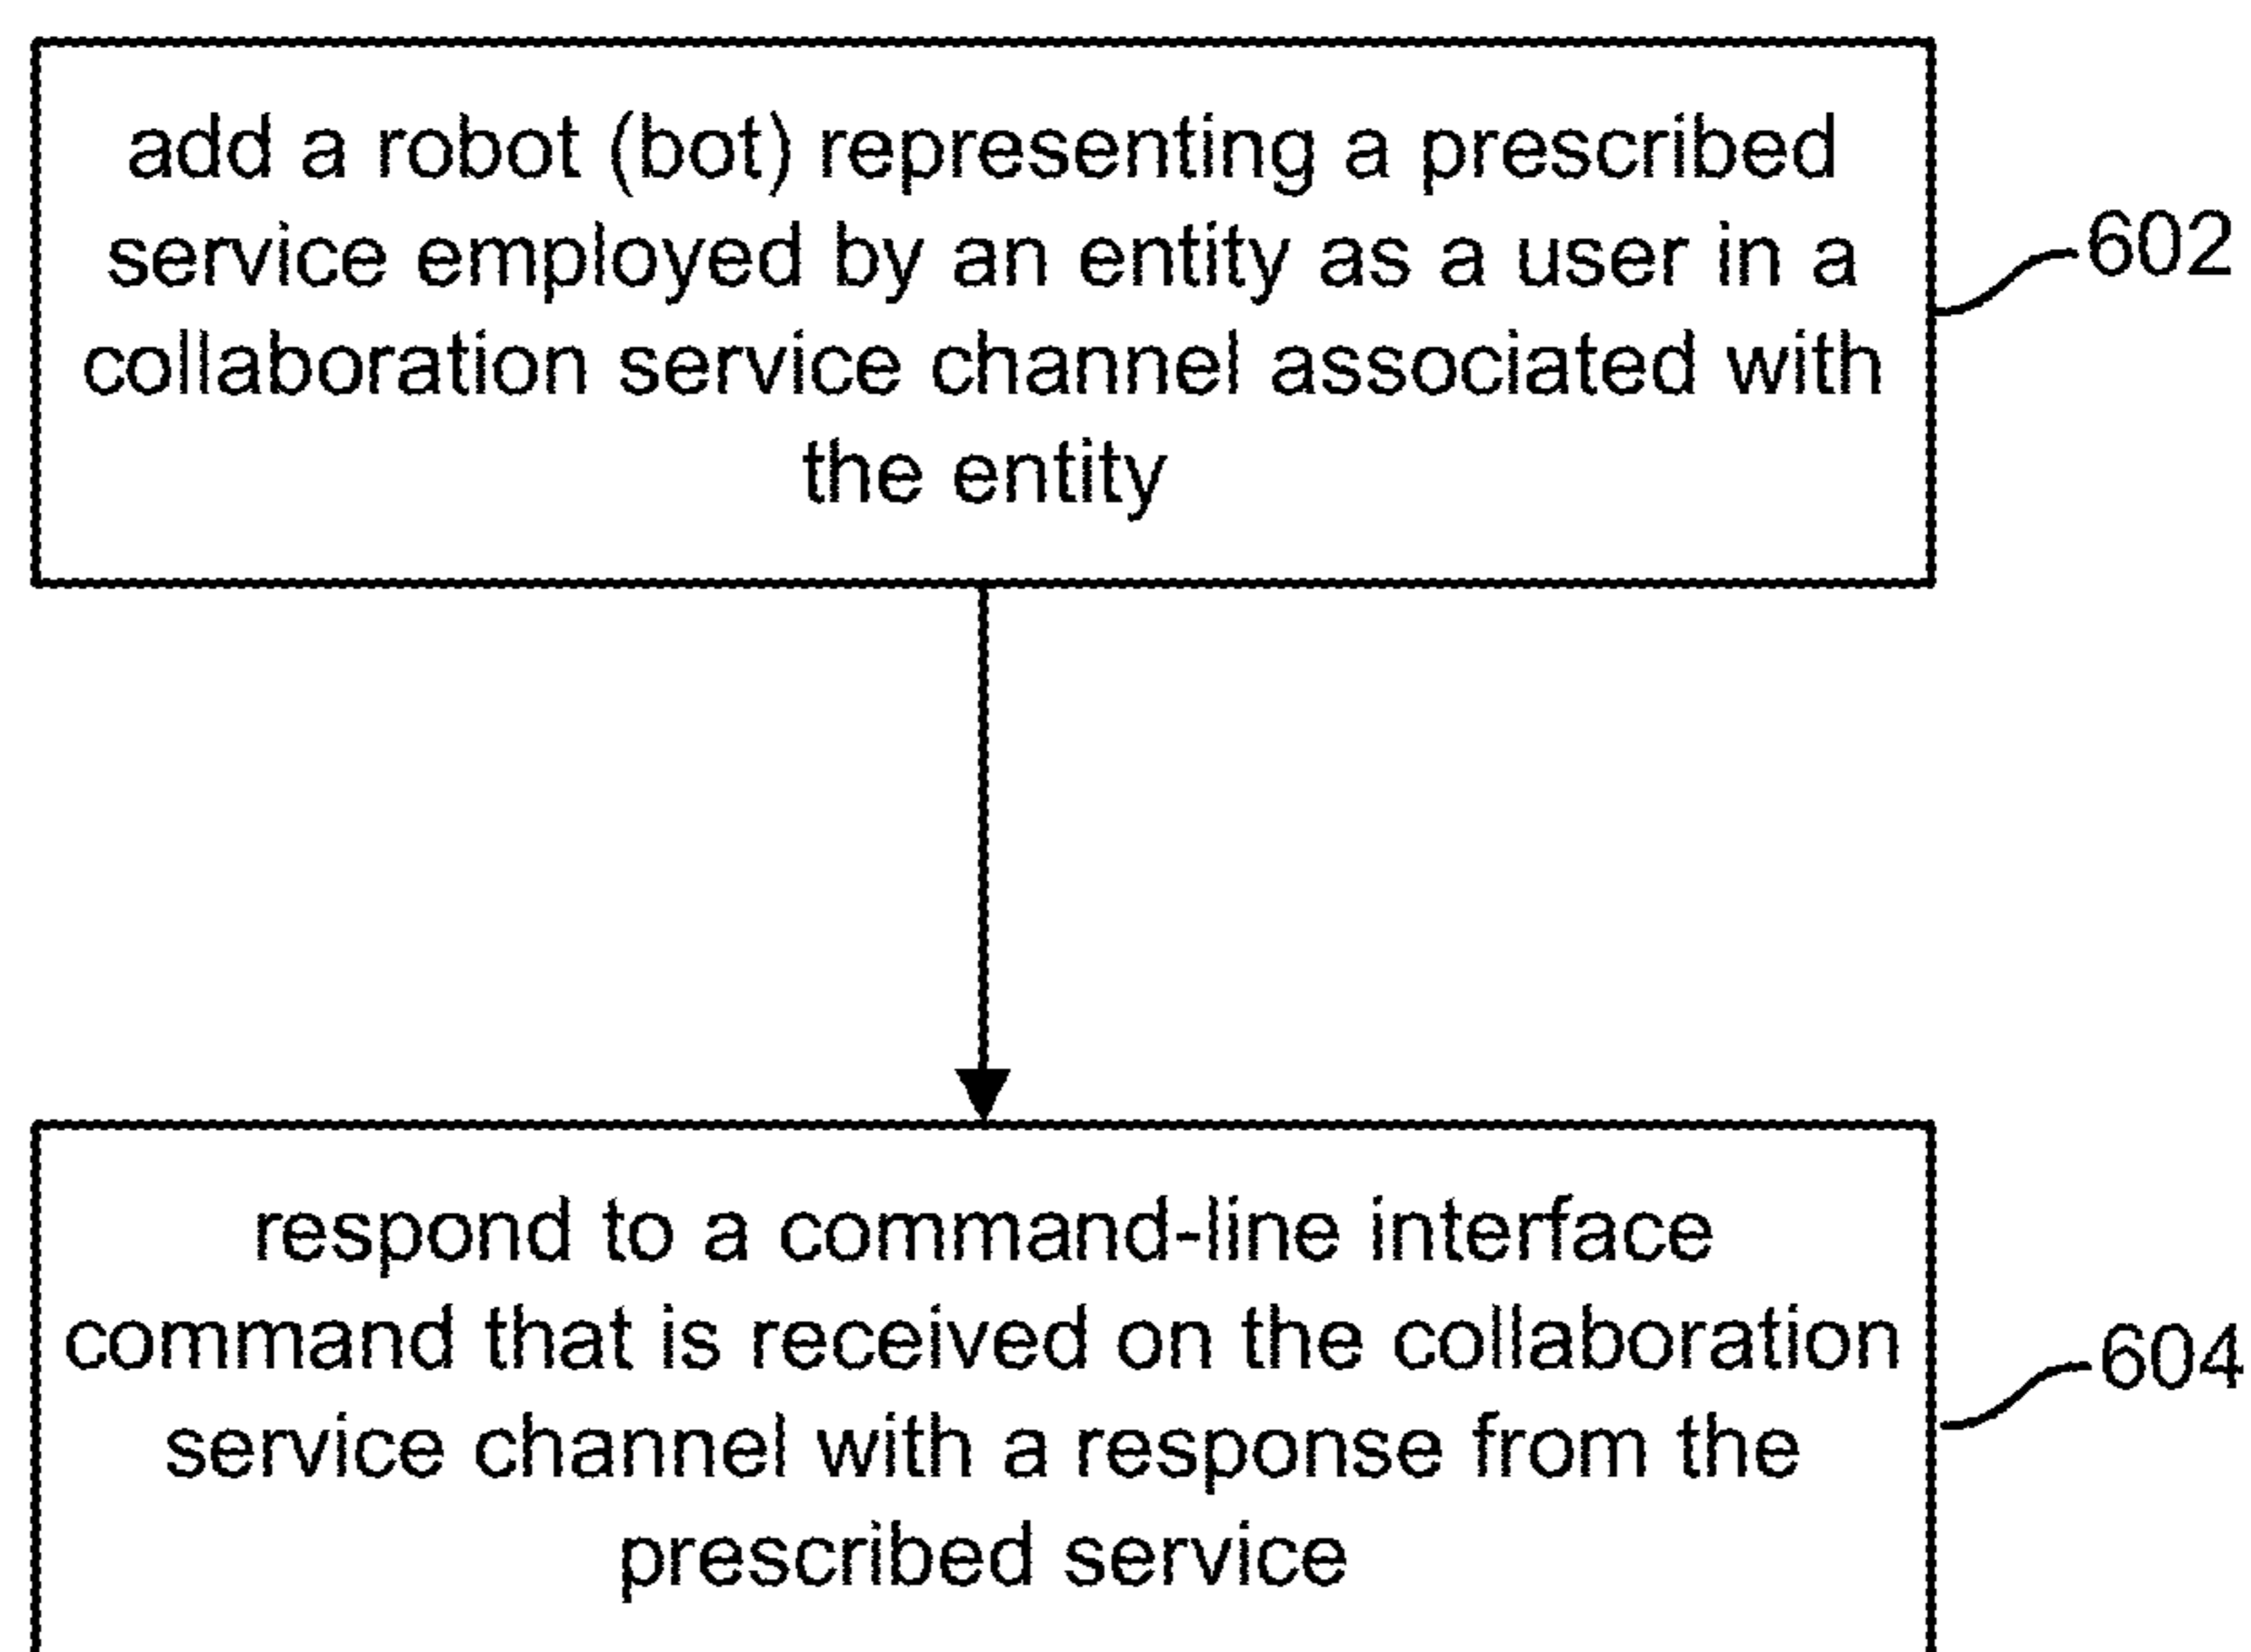 add a robot (bot) representing a prescribed
service employed by an entity as a user in a
collaboration service channel associated with
the entity
602
respond to a command-line interface
command that is received on the collaboration
service channel with a response from the
prescribed service
604